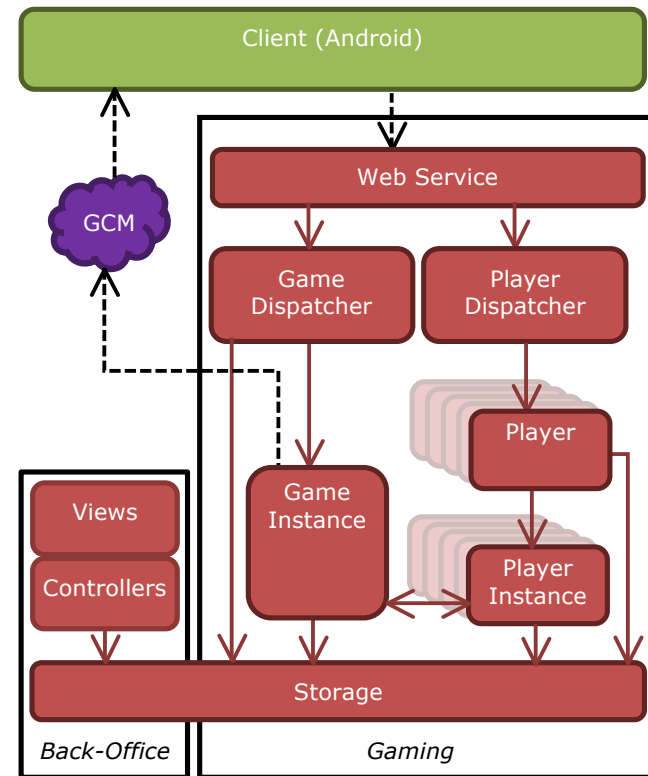 Client (Android)
Web Service
GCM
Game
Dispatcher
Player
Dispatcher
Player
Game
Instance
Views
Controllers
Player
Instance
Storage
Back-Office
Gaming